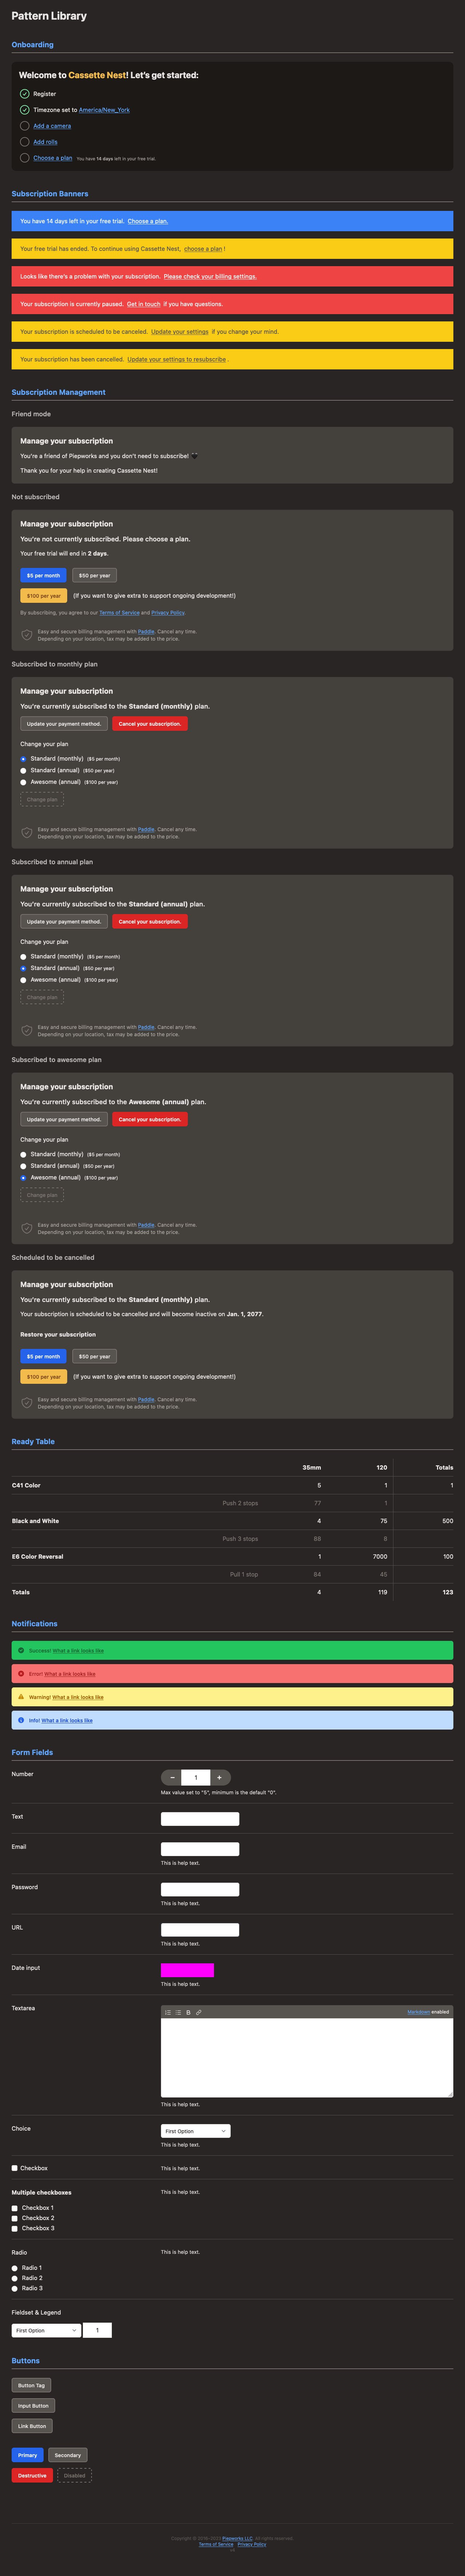 Pattern Library
Onboarding
Welcome to Cassette Nest! Let's get started:
Register
Timezone set to America/New_York
Add a camera
Add rolls
Choose a plan You have 14 days left in your free trial.
Subscription Banners
You have 14 days left in your free trial. Choose a plan.
Your free trial has ended. To continue using Cassette Nest, choose a plan!
Looks like there's a problem with your subscription. Please check your billing settings.
Your subscription is currently paused. Get in touch if you have questions.
Your subscription is scheduled to be canceled. Update your settings if you change your mind.
Your subscription has been cancelled. Update your settings to resubscribe.
Subscription Management
Friend mode
Manage your subscription
You're a friend of Piepworks and you don't need to subscribe! 🖤
Thank you for your help in creating Cassette Nest!
Not subscribed
Manage your subscription
You're not currently subscribed. Please choose a plan.
Your free trial will end in 2 days.
$5 per month $50 per year
$100 per year (If you want to give extra to support ongoing development!)
By subscribing, you agree to our Terms of Service and Privacy Policy.
Easy and secure billing management with Paddle. Cancel any time.
Depending on your location, tax may be added to the price.
Subscribed to monthly plan
Manage your subscription
You're currently subscribed to the Standard (monthly) plan.
Update your payment method. Cancel your subscription.
Change your plan
Standard (monthly) ($5 per month)
Standard (annual) ($50 per year)
Awesome (annual) ($100 per year)
Change plan
Easy and secure billing management with Paddle. Cancel any time.
Depending on your location, tax may be added to the price.
Subscribed to annual plan
Manage your subscription
You're currently subscribed to the Standard (annual) plan.
Update your payment method. Cancel your subscription.
Change your plan
Standard (monthly) ($5 per month)
Standard (annual) ($50 per year)
Awesome (annual) ($100 per year)
Change plan
Easy and secure billing management with Paddle. Cancel any time.
Depending on your location, tax may be added to the price.
Subscribed to awesome plan
Manage your subscription
You're currently subscribed to the Awesome (annual) plan.
Update your payment method. Cancel your subscription.
Change your plan
Standard (monthly) ($5 per month)
Standard (annual) ($50 per year)
Awesome (annual) ($100 per year)
Change plan
Easy and secure billing management with Paddle. Cancel any time.
Depending on your location, tax may be added to the price.
Scheduled to be cancelled
Manage your subscription
You're currently subscribed to the Standard (monthly) plan.
Your subscription is scheduled to be cancelled and will become inactive on Jan. 1, 2077.
Restore your subscription
$5 per month $50 per year
$100 per year (If you want to give extra to support ongoing development!)
Easy and secure billing management with Paddle. Cancel any time.
Depending on your location, tax may be added to the price.
Ready Table
35mm 120 Totals
C41 Color 5 1 1
Push 2 stops 77 1
Black and White 4 75 500
Push 3 stops 88 8
E6 Color Reversal 1 7000 100
Pull 1 stop 84 45
Totals 4 119 123
Notifications
Success! What a link looks like
Error! What a link looks like
Warning! What a link looks like
Info! What a link looks like
Form Fields
Number − 1 +
Max value set to "5", minimum is the default "0".
Text
Email
This is help text.
Password
This is help text.
URL
This is help text.
Date input
This is help text.
Textarea B Markdown enabled
This is help text.
Choice First Option
This is help text.
Checkbox This is help text.
Multiple checkboxes This is help text.
Checkbox 1
Checkbox 2
Checkbox 3
Radio This is help text.
Radio 1
Radio 2
Radio 3
Fieldset & Legend
First Option 1
Buttons
Button Tag
Input Button
Link Button
Primary Secondary
Destructive Disabled
Piepworks LLC. All rights reserved.
Terms of Service Privacy Policy